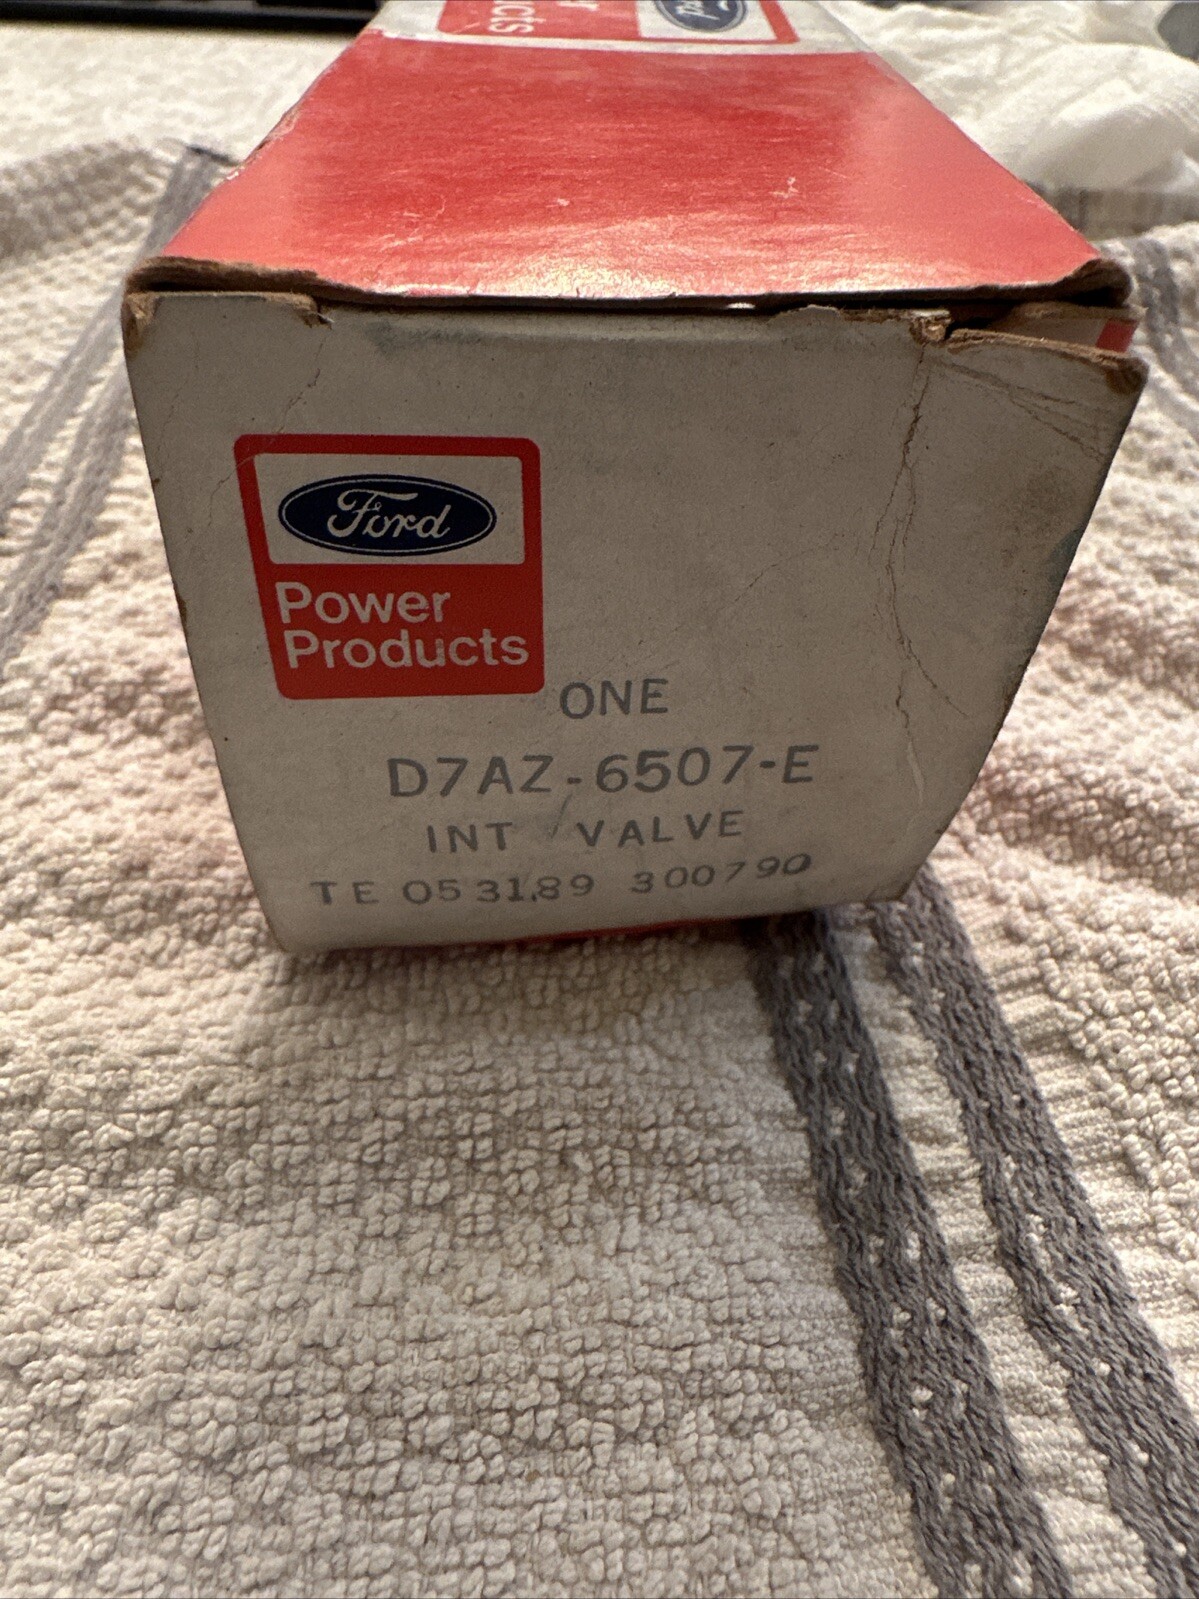 Ford
Power
Products
ONE
D7AZ-6507-E
INT VALVE
TE 053189 300790